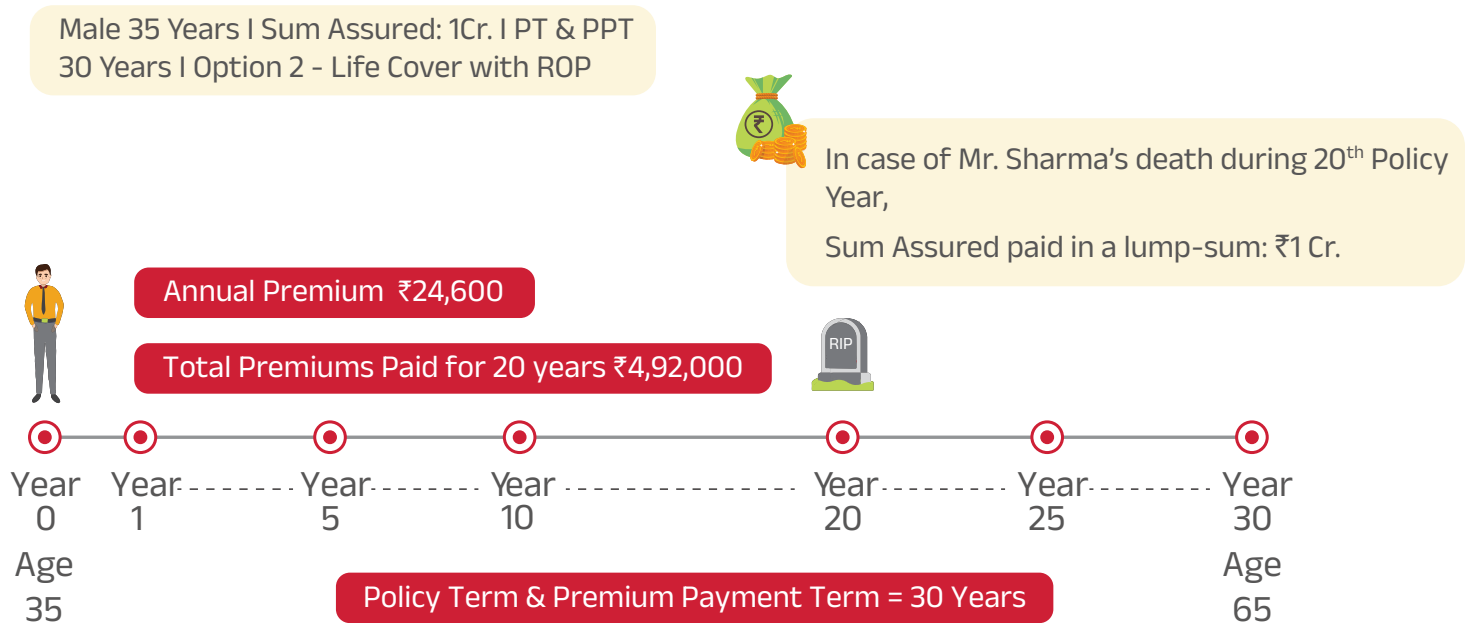 Male 35 Years I Sum Assured: 1Cr. I PT & PPT
30 Years I Option 2 - Life Cover with ROP
₹
In case of Mr. Sharma's death during 20th Policy
Year,
Sum Assured paid in a lump-sum: ₹1 Cr.
Annual Premium ₹24,600
Total Premiums Paid for 20 years ₹4,92,000
RIP
Year Year Year Year Year Year Year
0 1 5 10 20 25 30
Age Age
35 65
Policy Term & Premium Payment Term = 30 Years